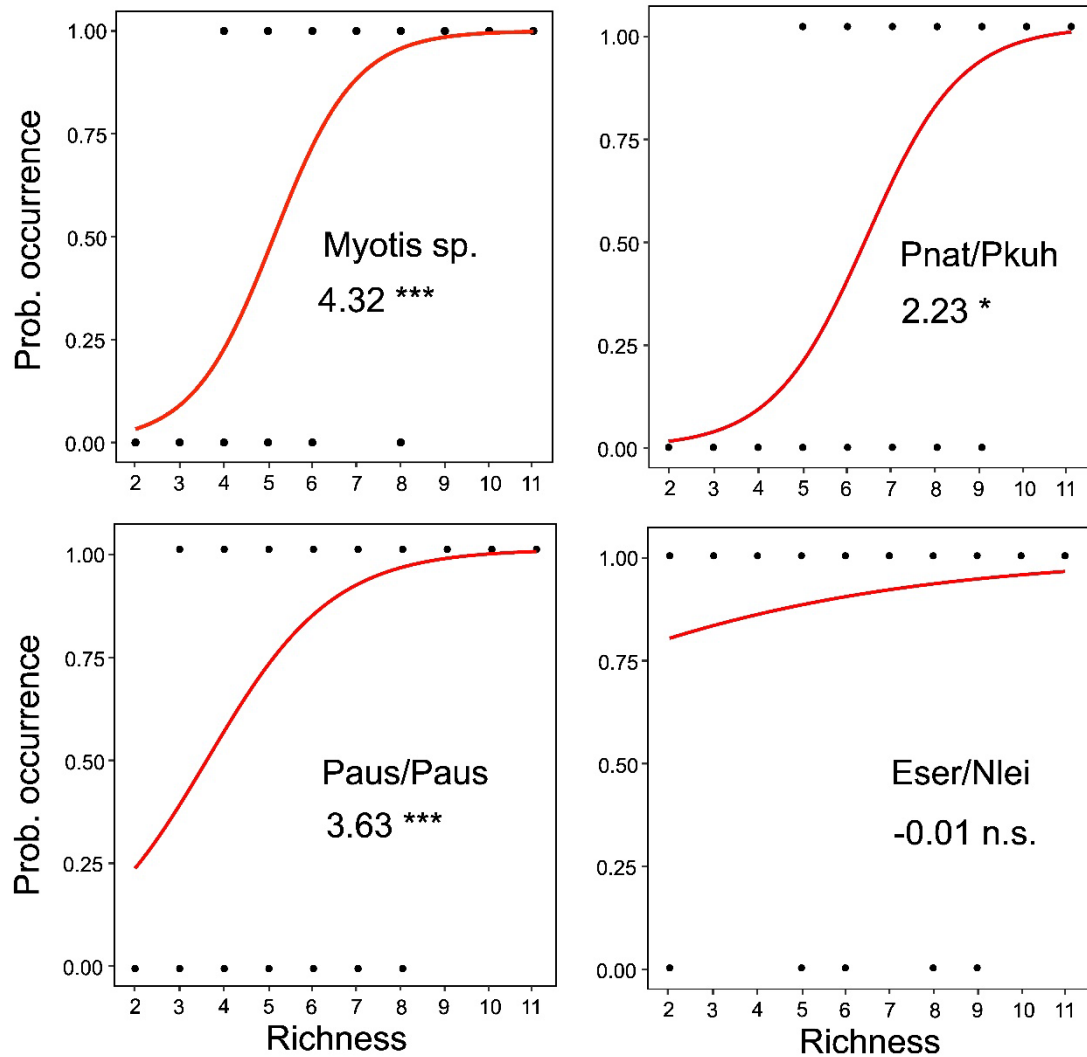 Prob. occurrence
1.00
0.75
0.50
0.25
0.00
Myotis sp.
4.32 ***
2 3 4 5 6 7 8 9 10 11
1.00
0.75
0.50
0.25
0.00
Pnat/Pkuh
2.23 *
2 3 4 5 6 7 8 9 10 11
Prob. occurrence
1.00
0.75
0.50
0.25
0.00
Paus/Paus
3.63 ***
2 3 4 5 6 7 8 9 10 11
Richness
1.00
0.75
0.50
0.25
0.00
Eser/Nlei
-0.01 n.s.
2 3 4 5 6 7 8 9 10 11
Richness